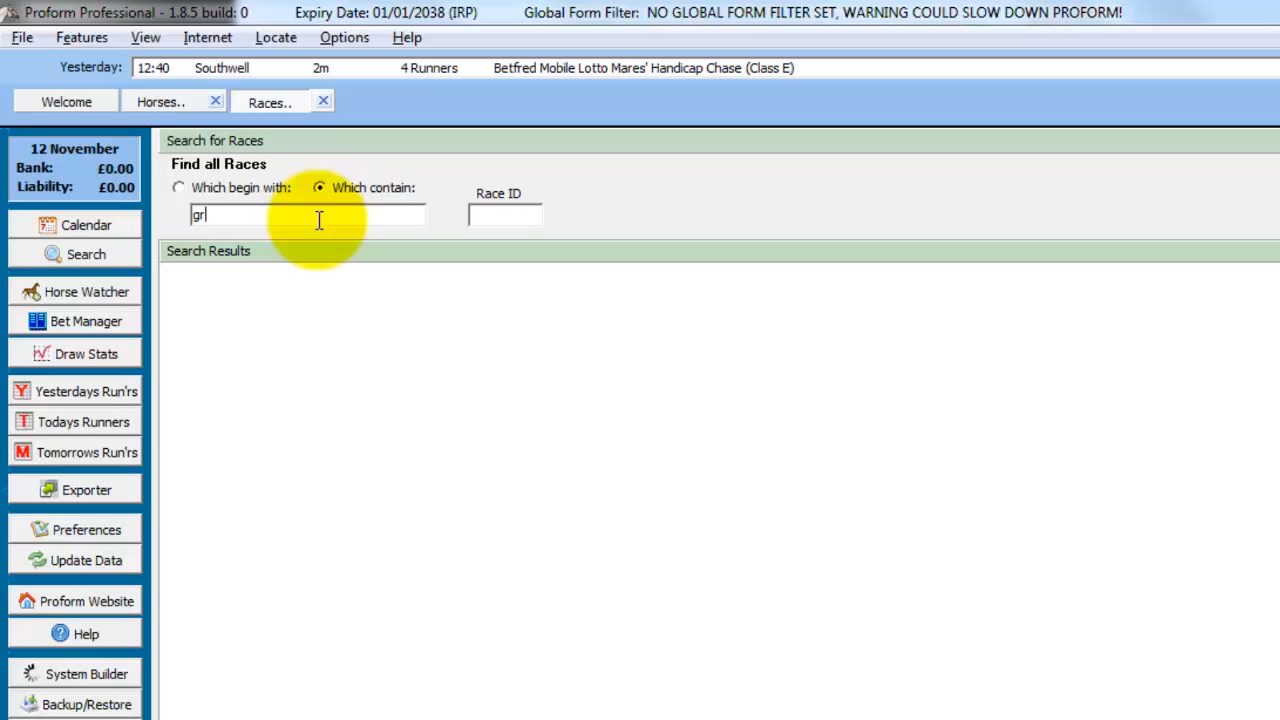 Proform Professional - 1.8.5 build: 0 Expiry Date: 01/01/2038 (IRP) Global Form Filter: NO GLOBAL FORM FILTER SET, WARNING COULD SLOW DOWN PROFORM!
File Features View Internet Locate Options Help
Yesterday: 12:40 Southwell 2m 4 Runners Betfred Mobile Lotto Mares' Handicap Chase (Class E)
Welcome Horses.. Races..
12 November
Bank: £0.00
Liability: £0.00
Calendar
Search
Horse Watcher
Bet Manager
Draw Stats
Y Yesterdays Run'rs
T Todays Runners
M Tomorrows Run'rs
Exporter
Preferences
Update Data
Proform Website
? Help
System Builder
Backup/Restore
Search for Races
Find all Races
Which begin with: Which contain: Race ID
gr
Search Results